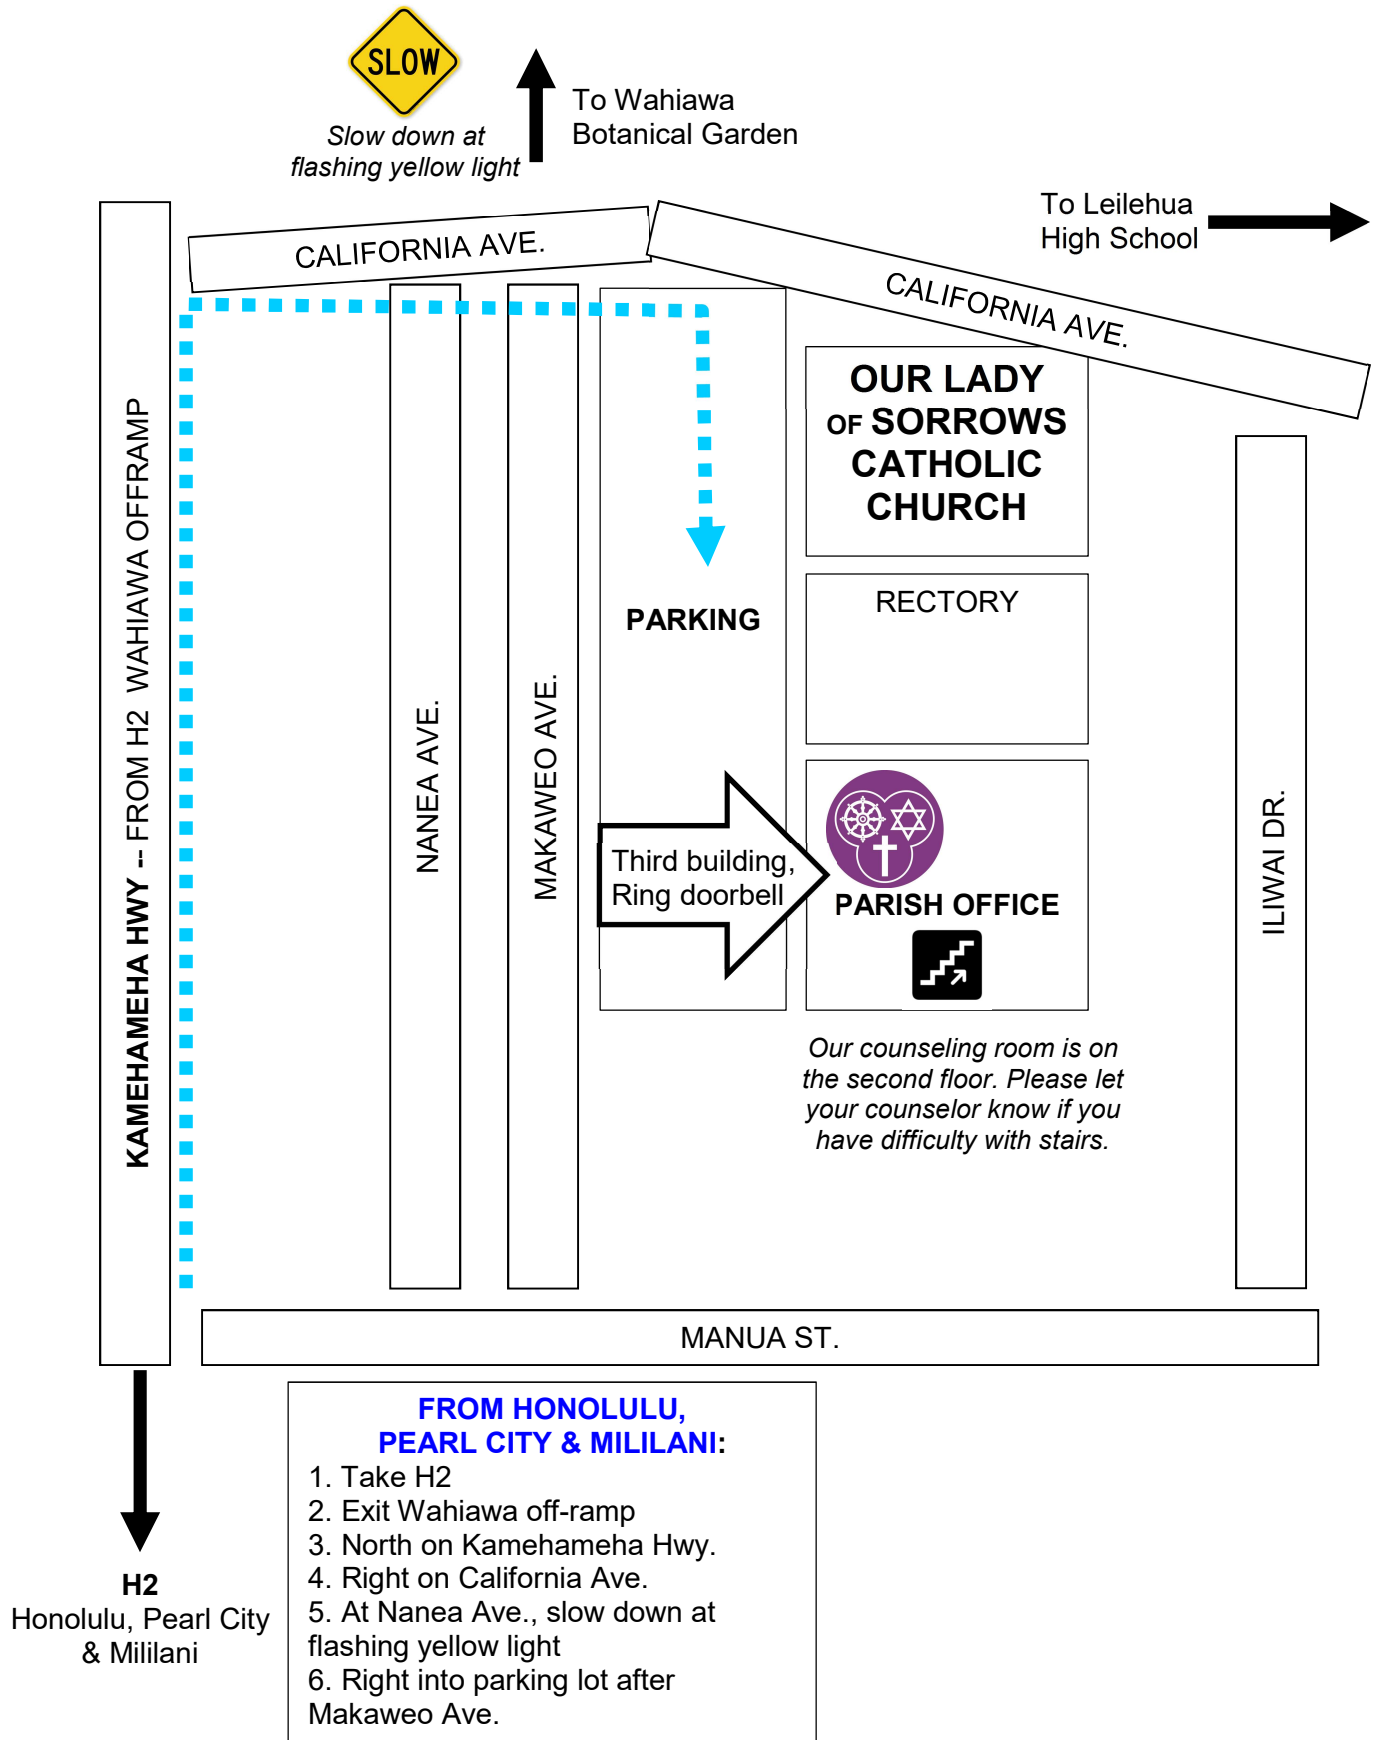 SLOW
Slow down at
flashing yellow light
To Wahiawa
Botanical Garden
To Leilehua
High School
CALIFORNIA AVE.
CALIFORNIA AVE.
KAMEHAMEHA HWY -- FROM H2 WAHIAWA OFFRAMP
NANEA AVE.
MAKAWEO AVE.
PARKING
OUR LADY
OF SORROWS
CATHOLIC
CHURCH
RECTORY
Third building,
Ring doorbell
PARISH OFFICE
Our counseling room is on
the second floor. Please let
your counselor know if you
have difficulty with stairs.
ILIWAI DR.
MANUA ST.
H2
Honolulu, Pearl City
& Mililani
FROM HONOLULU,
PEARL CITY & MILILANI:
1. Take H2
2. Exit Wahiawa off-ramp
3. North on Kamehameha Hwy.
4. Right on California Ave.
5. At Nanea Ave., slow down at
flashing yellow light
6. Right into parking lot after
Makaweo Ave.